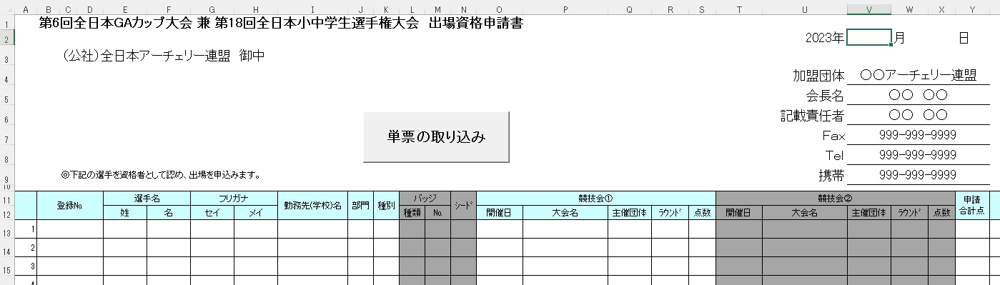 A B C D E F G H I J K L M N O P Q R S T U V W X Y
1 第6回全日本GAカップ大会 兼 第18回全日本小中学生選手権大会　出場資格申請書
2 2023年 月 日
3 （公社）全日本アーチェリー連盟　御中
4 加盟団体 〇〇アーチェリー連盟
5 会長名 〇〇　〇〇
6 記載責任者 〇〇　〇〇
単票の取り込み
7 Fax 999-999-9999
8 Tel 999-999-9999
9 ◎下記の選手を資格者として認め、出場を申込みます。 携帯 999-999-9999
10
11 登録No. 選手名 フリガナ 勤務先(学校)名 部門 種別 バッジ シード 競技会① 競技会② 申請
12 姓 名 セイ メイ 種類 No. 開催日 大会名 主催団体 ラウンド 点数 開催日 大会名 主催団体 ラウンド 点数 合計点
13 1
14 2
15 3
4